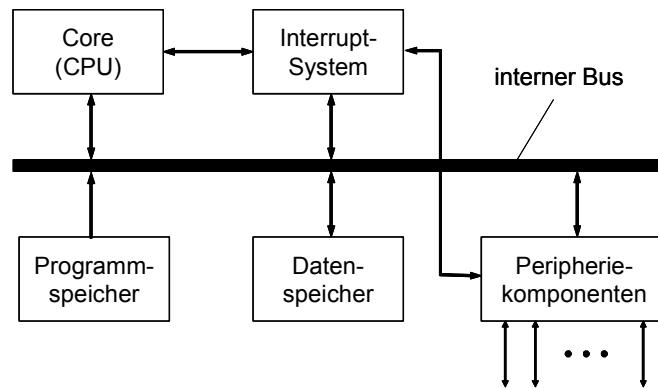 Core
(CPU)
Interrupt-
System
interner Bus
Programm-
speicher
Daten-
speicher
Peripherie-
komponenten